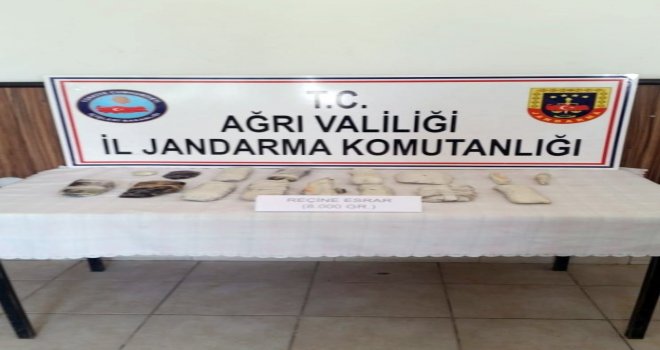 T.C.
AĞRI VALİLİĞİ
İL JANDARMA KOMUTANLIĞI
REÇİNE ESRAR
(6.000 GR.)